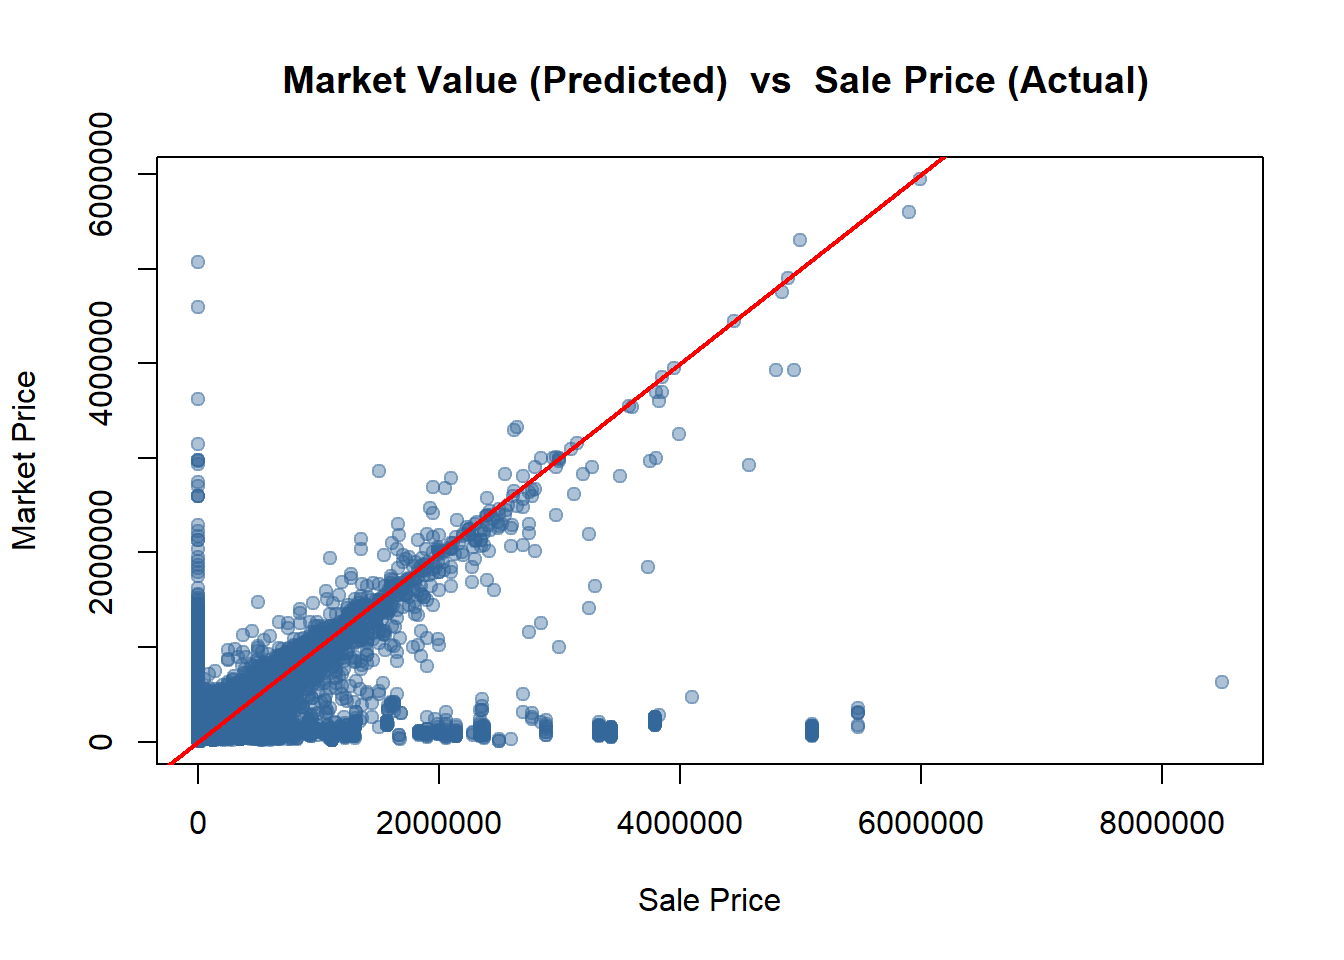 Market Value (Predicted)  vs  Sale Price (Actual)
Market Price
6000000
4000000
2000000
0
0 2000000 4000000 6000000 8000000
Sale Price